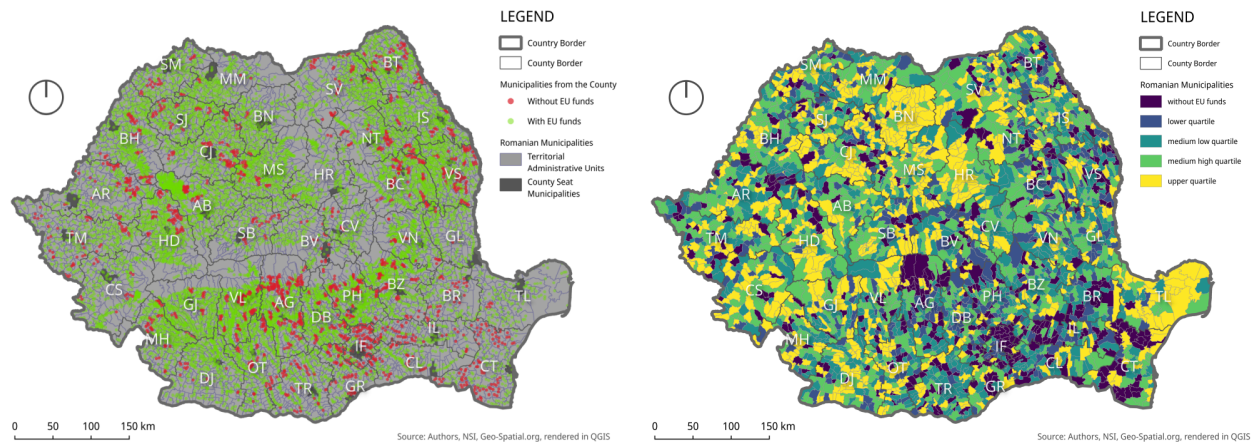 LEGEND
Country Border
County Border
Municipalities from the County
Without EU funds
With EU funds
Romanian Municipalities
Territorial
Administrative Units
County Seat
Municipalities
SM
MM
SV
BT
SJ
BN
IS
BH
CJ
NT
MS
HR
BC
VS
AR
AB
TM
HD
SB
BV
CV
VN
GL
CS
GJ
VL
AG
PH
BZ
BR
TL
DB
MH
IF
IL
DJ
OT
TR
GR
CL
CT
0 50 100 150 km
Source: Authors, NSI, Geo-Spatial.org, rendered in QGIS
LEGEND
Country Border
County Border
Romanian Municipalities
without EU funds
lower quartile
medium low quartile
medium high quartile
upper quartile
SM
MM
SV
BT
SJ
BN
IS
BH
CJ
NT
MS
HR
BC
VS
AR
AB
TM
HD
SB
BV
CV
VN
GL
CS
GJ
VL
AG
PH
BZ
BR
TL
DB
MH
IF
IL
DJ
OT
TR
GR
CL
CT
0 50 100 150 km
Source: Authors, NSI, Geo-Spatial.org, rendered in QGIS